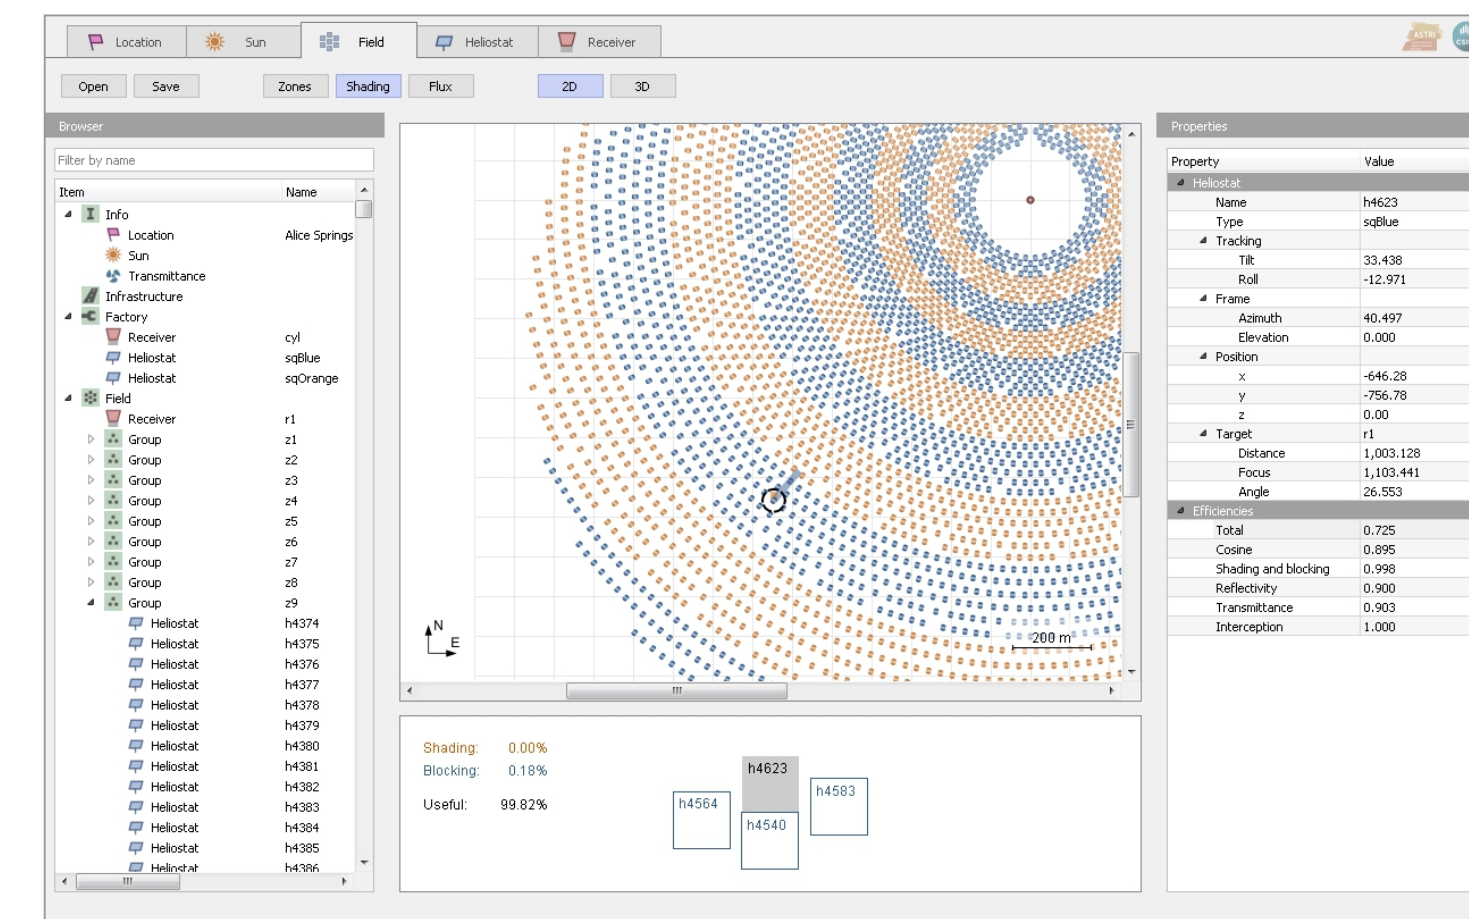 Location Sun Field Heliostat Receiver
ASTRI
Open Save Zones Shading Flux 2D 3D
Browser
Filter by name
Item Name
Info
Location Alice Springs
Sun
Transmittance
Infrastructure
Factory
Receiver cyl
Heliostat sqBlue
Heliostat sqOrange
Field
Receiver r1
Group z1
Group z2
Group z3
Group z4
Group z5
Group z6
Group z7
Group z8
Group z9
Heliostat h4374
Heliostat h4375
Heliostat h4376
Heliostat h4377
Heliostat h4378
Heliostat h4379
Heliostat h4380
Heliostat h4381
Heliostat h4382
Heliostat h4383
Heliostat h4384
Heliostat h4385
Heliostat h4386
N
E
200 m
Shading: 0.00%
Blocking: 0.18%
Useful: 99.82%
h4623
h4583
h4564
h4540
Properties
Property Value
Heliostat
Name h4623
Type sqBlue
Tracking
Tilt 33.438
Roll -12.971
Frame
Azimuth 40.497
Elevation 0.000
Position
x -646.28
y -756.78
z 0.00
Target r1
Distance 1,003.128
Focus 1,103.441
Angle 26.553
Efficiencies
Total 0.725
Cosine 0.895
Shading and blocking 0.998
Reflectivity 0.900
Transmittance 0.903
Interception 1.000